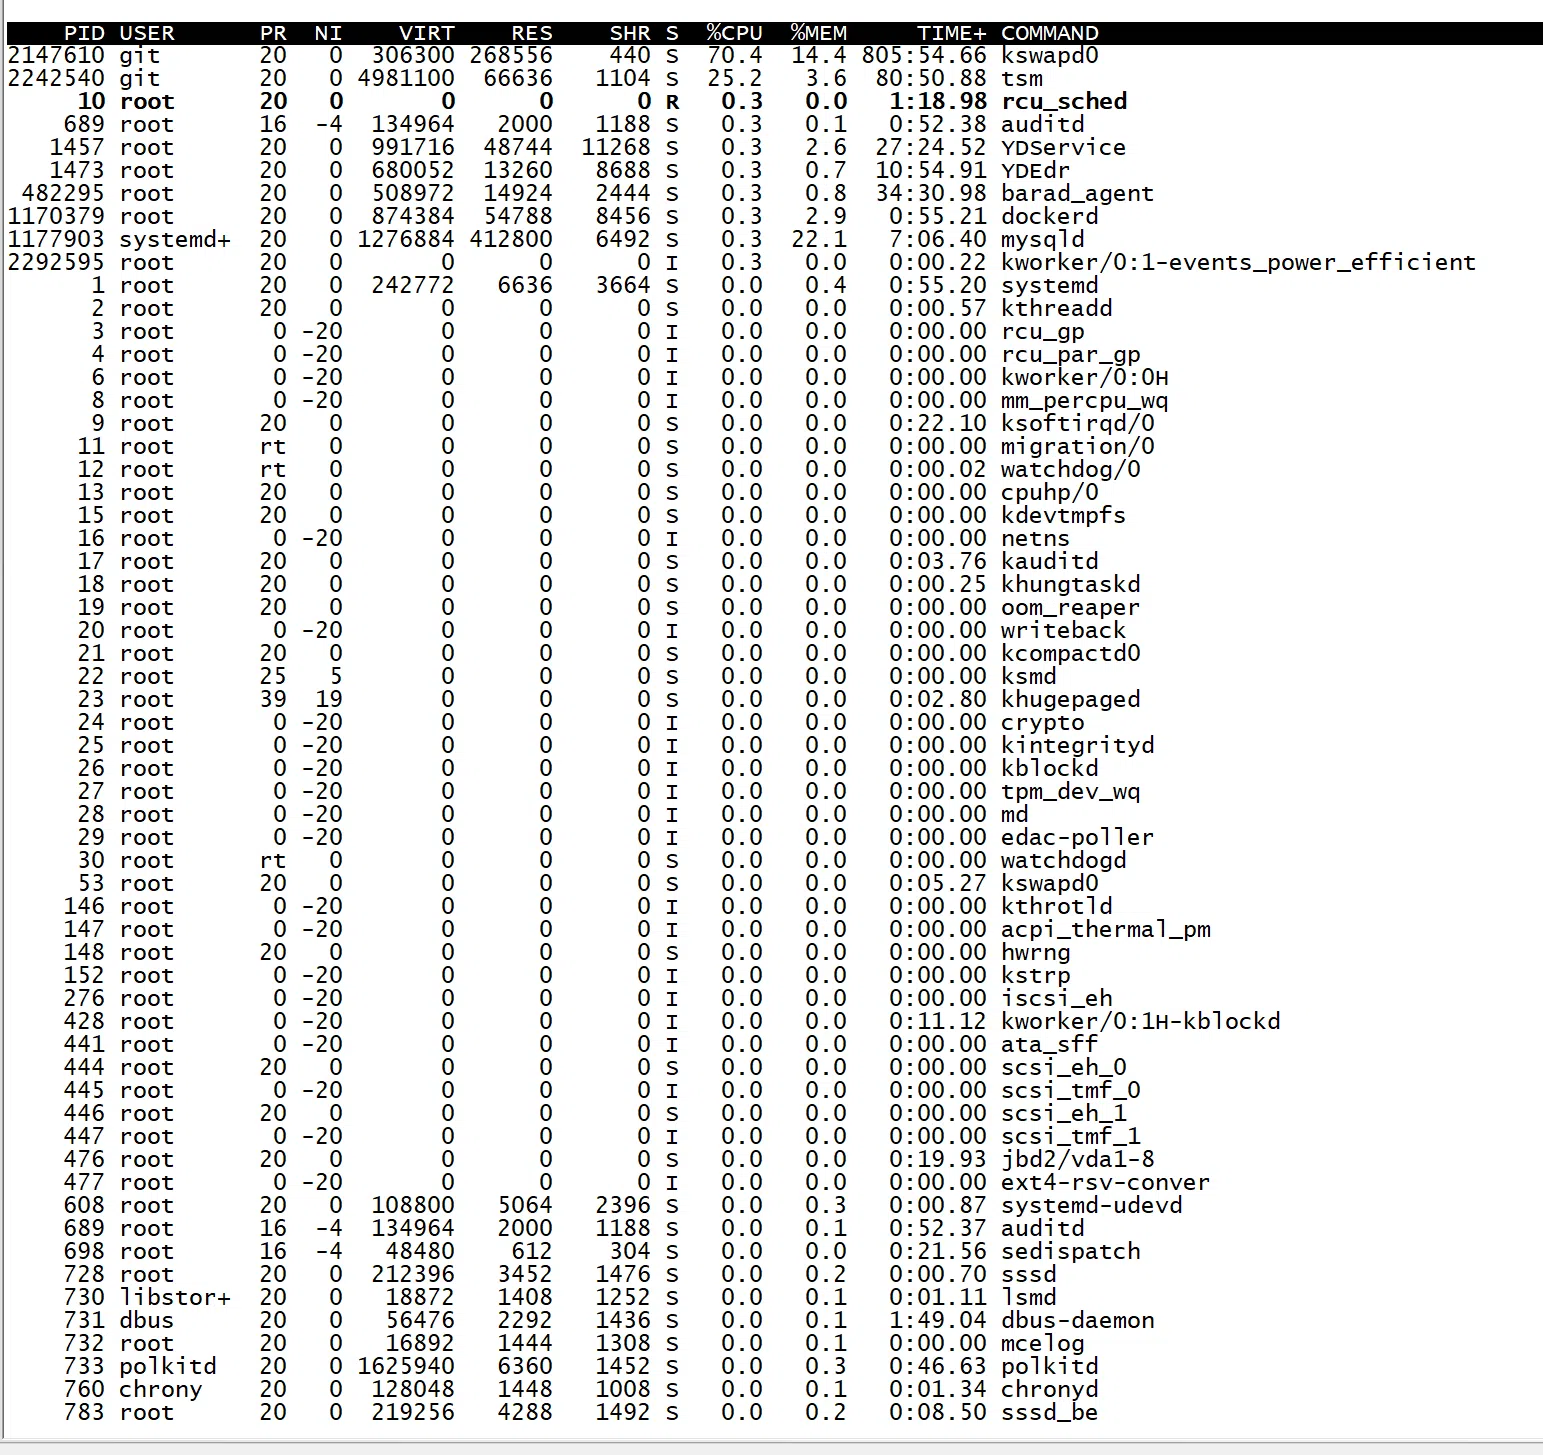 PID USER PR NI VIRT RES SHR S %CPU %MEM TIME+ COMMAND
2147610 git 20 0 306300 268556 440 S 70.4 14.4 805:54.66 kswapd0
2242540 git 20 0 4981100 66636 1104 S 25.2 3.6 80:50.88 tsm
10 root 20 0 0 0 0 R 0.3 0.0 1:18.98 rcu_sched
689 root 16 -4 134964 2000 1188 S 0.3 0.1 0:52.38 auditd
1457 root 20 0 991716 48744 11268 S 0.3 2.6 27:24.52 YDService
1473 root 20 0 680052 13260 8688 S 0.3 0.7 10:54.91 YDEdr
482295 root 20 0 508972 14924 2444 S 0.3 0.8 34:30.98 barad_agent
1170379 root 20 0 874384 54788 8456 S 0.3 2.9 0:55.21 dockerd
1177903 systemd+ 20 0 1276884 412800 6492 S 0.3 22.1 7:06.40 mysqld
2292595 root 20 0 0 0 0 I 0.3 0.0 0:00.22 kworker/0:1-events_power_efficient
1 root 20 0 242772 6636 3664 S 0.0 0.4 0:55.20 systemd
2 root 20 0 0 0 0 S 0.0 0.0 0:00.57 kthreadd
3 root 0 -20 0 0 0 I 0.0 0.0 0:00.00 rcu_gp
4 root 0 -20 0 0 0 I 0.0 0.0 0:00.00 rcu_par_gp
6 root 0 -20 0 0 0 I 0.0 0.0 0:00.00 kworker/0:0H
8 root 0 -20 0 0 0 I 0.0 0.0 0:00.00 mm_percpu_wq
9 root 20 0 0 0 0 S 0.0 0.0 0:22.10 ksoftirqd/0
11 root rt 0 0 0 0 S 0.0 0.0 0:00.00 migration/0
12 root rt 0 0 0 0 S 0.0 0.0 0:00.02 watchdog/0
13 root 20 0 0 0 0 S 0.0 0.0 0:00.00 cpuhp/0
15 root 20 0 0 0 0 S 0.0 0.0 0:00.00 kdevtmpfs
16 root 0 -20 0 0 0 I 0.0 0.0 0:00.00 netns
17 root 20 0 0 0 0 S 0.0 0.0 0:03.76 kauditd
18 root 20 0 0 0 0 S 0.0 0.0 0:00.25 khungtaskd
19 root 20 0 0 0 0 S 0.0 0.0 0:00.00 oom_reaper
20 root 0 -20 0 0 0 I 0.0 0.0 0:00.00 writeback
21 root 20 0 0 0 0 S 0.0 0.0 0:00.00 kcompactd0
22 root 25 5 0 0 0 S 0.0 0.0 0:00.00 ksmd
23 root 39 19 0 0 0 S 0.0 0.0 0:02.80 khugepaged
24 root 0 -20 0 0 0 I 0.0 0.0 0:00.00 crypto
25 root 0 -20 0 0 0 I 0.0 0.0 0:00.00 kintegrityd
26 root 0 -20 0 0 0 I 0.0 0.0 0:00.00 kblockd
27 root 0 -20 0 0 0 I 0.0 0.0 0:00.00 tpm_dev_wq
28 root 0 -20 0 0 0 I 0.0 0.0 0:00.00 md
29 root 0 -20 0 0 0 I 0.0 0.0 0:00.00 edac-poller
30 root rt 0 0 0 0 S 0.0 0.0 0:00.00 watchdogd
53 root 20 0 0 0 0 S 0.0 0.0 0:05.27 kswapd0
146 root 0 -20 0 0 0 I 0.0 0.0 0:00.00 kthrotld
147 root 0 -20 0 0 0 I 0.0 0.0 0:00.00 acpi_thermal_pm
148 root 20 0 0 0 0 S 0.0 0.0 0:00.00 hwrng
152 root 0 -20 0 0 0 I 0.0 0.0 0:00.00 kstrp
276 root 0 -20 0 0 0 I 0.0 0.0 0:00.00 iscsi_eh
428 root 0 -20 0 0 0 I 0.0 0.0 0:11.12 kworker/0:1H-kblockd
441 root 0 -20 0 0 0 I 0.0 0.0 0:00.00 ata_sff
444 root 20 0 0 0 0 S 0.0 0.0 0:00.00 scsi_eh_0
445 root 0 -20 0 0 0 I 0.0 0.0 0:00.00 scsi_tmf_0
446 root 20 0 0 0 0 S 0.0 0.0 0:00.00 scsi_eh_1
447 root 0 -20 0 0 0 I 0.0 0.0 0:00.00 scsi_tmf_1
476 root 20 0 0 0 0 S 0.0 0.0 0:19.93 jbd2/vda1-8
477 root 0 -20 0 0 0 I 0.0 0.0 0:00.00 ext4-rsv-conver
608 root 20 0 108800 5064 2396 S 0.0 0.3 0:00.87 systemd-udevd
689 root 16 -4 134964 2000 1188 S 0.0 0.1 0:52.37 auditd
698 root 16 -4 48480 612 304 S 0.0 0.0 0:21.56 sedispatch
728 root 20 0 212396 3452 1476 S 0.0 0.2 0:00.70 sssd
730 libstor+ 20 0 18872 1408 1252 S 0.0 0.1 0:01.11 lsmd
731 dbus 20 0 56476 2292 1436 S 0.0 0.1 1:49.04 dbus-daemon
732 root 20 0 16892 1444 1308 S 0.0 0.1 0:00.00 mcelog
733 polkitd 20 0 1625940 6360 1452 S 0.0 0.3 0:46.63 polkitd
760 chrony 20 0 128048 1448 1008 S 0.0 0.1 0:01.34 chronyd
783 root 20 0 219256 4288 1492 S 0.0 0.2 0:08.50 sssd_be